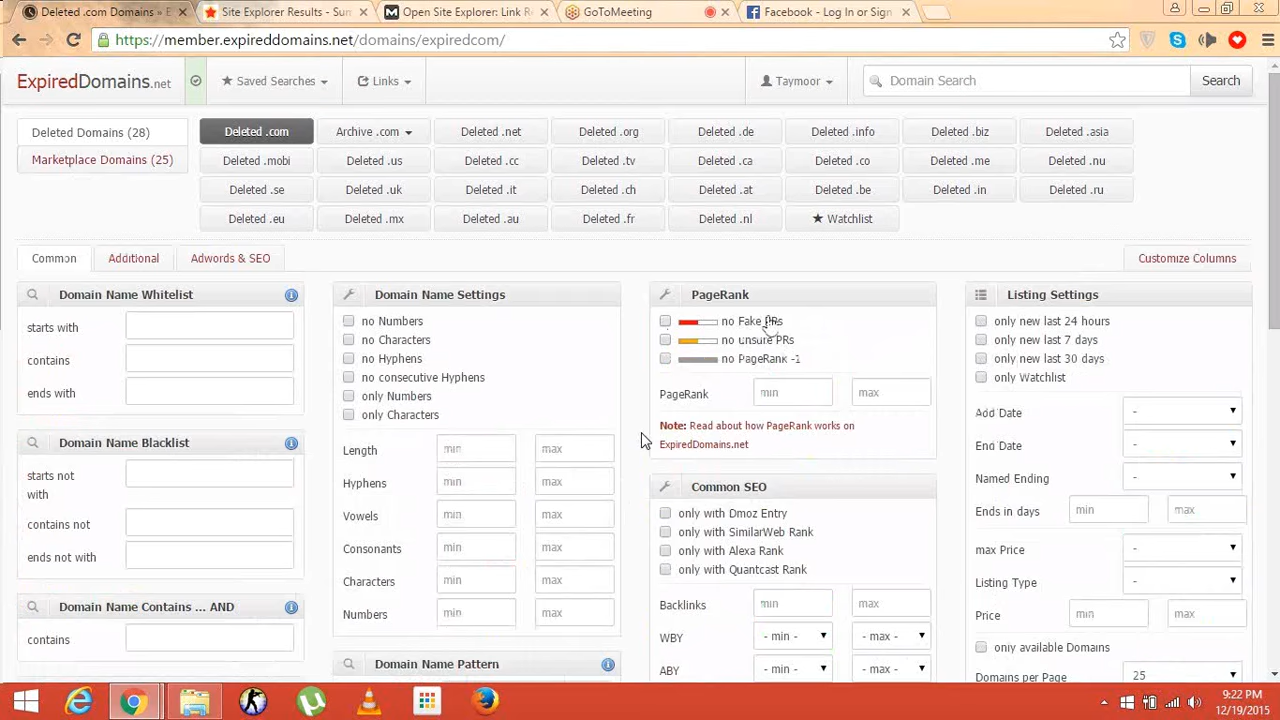 Deleted .com Domains » E
Site Explorer Results - Sum
Open Site Explorer: Link R
GoToMeeting
Facebook - Log In or Sign
https://member.expireddomains.net/domains/expiredcom/
ExpiredDomains.net
Saved Searches
Links
Taymoor
Domain Search
Search
Deleted Domains (28)
Marketplace Domains (25)
Deleted .com
Archive .com
Deleted .net
Deleted .org
Deleted .de
Deleted .info
Deleted .biz
Deleted .asia
Deleted .mobi
Deleted .us
Deleted .cc
Deleted .tv
Deleted .ca
Deleted .co
Deleted .me
Deleted .nu
Deleted .se
Deleted .uk
Deleted .it
Deleted .ch
Deleted .at
Deleted .be
Deleted .in
Deleted .ru
Deleted .eu
Deleted .mx
Deleted .au
Deleted .fr
Deleted .nl
★ Watchlist
Common
Additional
Adwords & SEO
Customize Columns
Domain Name Whitelist
starts with
contains
ends with
Domain Name Blacklist
starts not
with
contains not
ends not with
Domain Name Contains ... AND
contains
Domain Name Settings
no Numbers
no Characters
no Hyphens
no consecutive Hyphens
only Numbers
only Characters
Length min max
Hyphens min max
Vowels min max
Consonants min max
Characters min max
Numbers min max
Domain Name Pattern
PageRank
no Fake PRs
no Unsure PRs
no PageRank -1
PageRank min max
Note: Read about how PageRank works on
ExpiredDomains.net
Common SEO
only with Dmoz Entry
only with SimilarWeb Rank
only with Alexa Rank
only with Quantcast Rank
Backlinks min max
WBY - min - - max -
ABY - min - - max -
Listing Settings
only new last 24 hours
only new last 7 days
only new last 30 days
only Watchlist
Add Date -
End Date -
Named Ending -
Ends in days min max
max Price -
Listing Type -
Price min max
only available Domains
Domains per Page 25
9:22 PM
12/19/2015